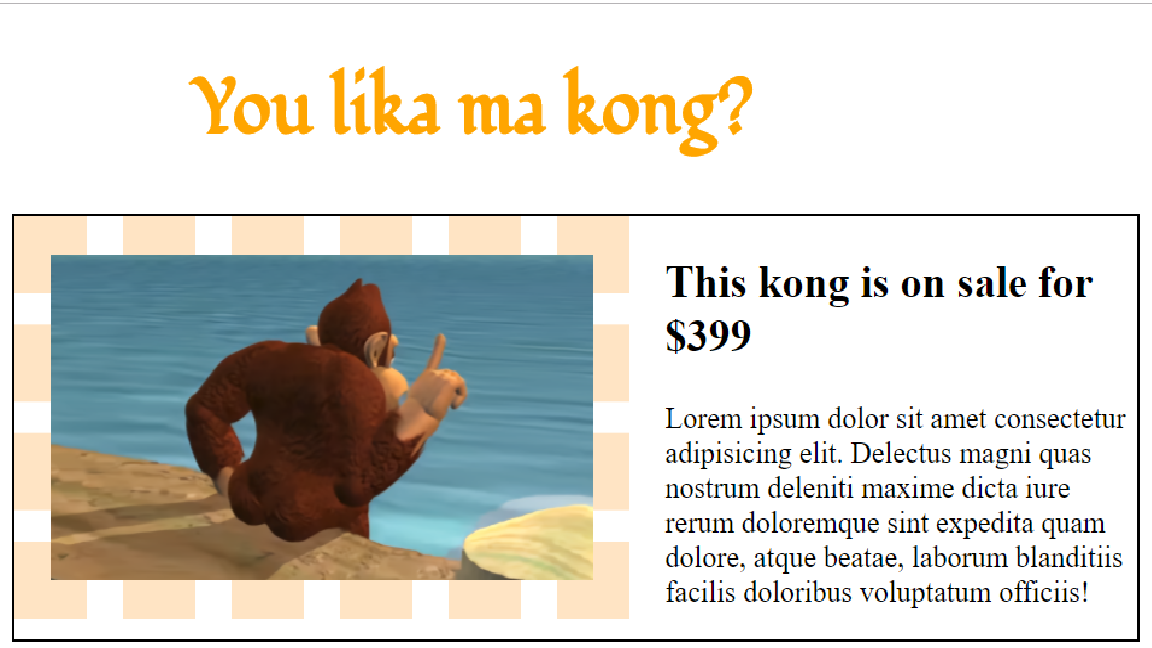 You lika ma kong?
This kong is on sale for
$399
Lorem ipsum dolor sit amet consectetur
adipisicing elit. Delectus magni quas
nostrum deleniti maxime dicta iure
rerum doloremque sint expedita quam
dolore, atque beatae, laborum blanditiis
facilis doloribus voluptatum officiis!